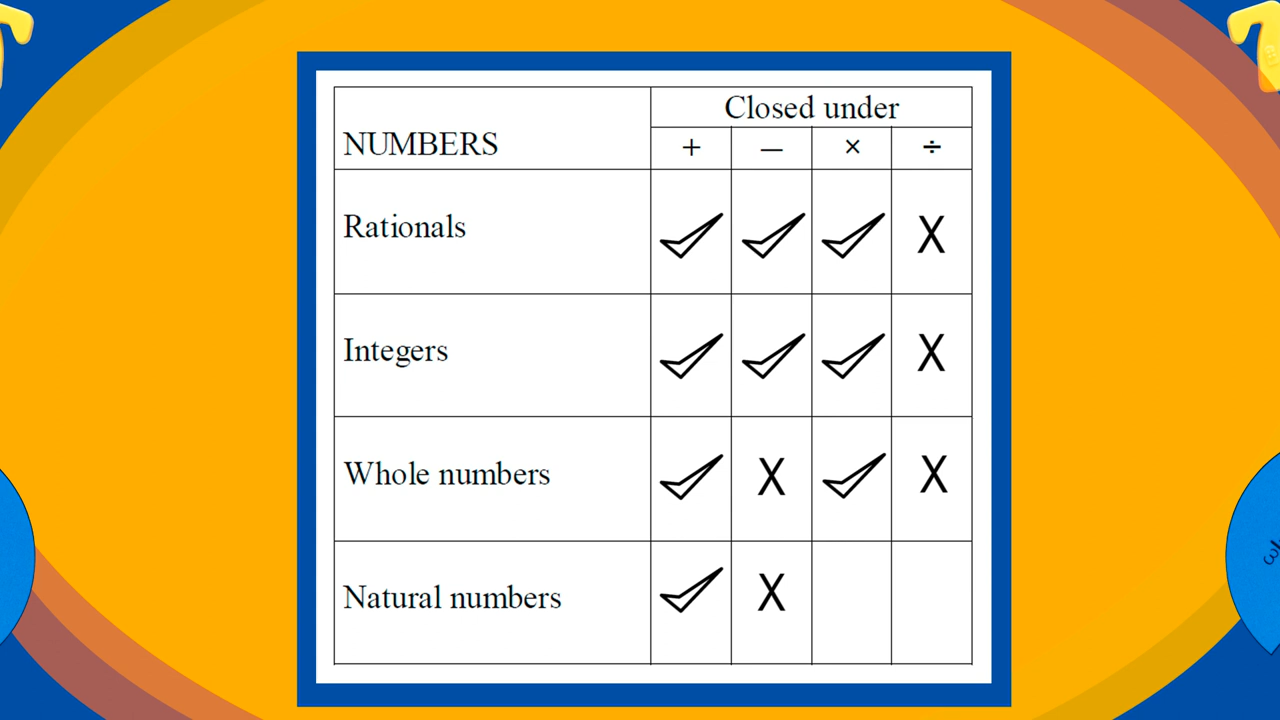 Closed under
NUMBERS + — × ÷
Rationals ✓ ✓ ✓ X
Integers ✓ ✓ ✓ X
Whole numbers ✓ X ✓ X
Natural numbers ✓ X